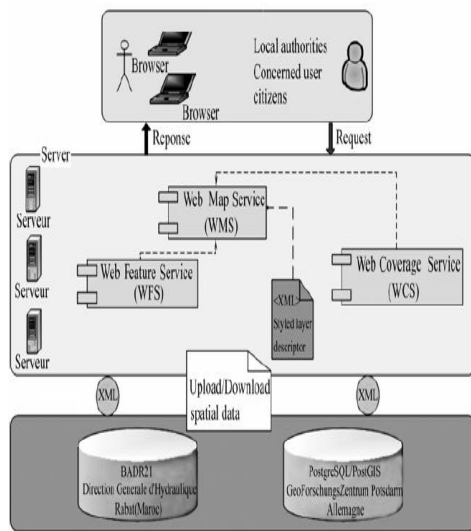 Browser
Browser
Local authorities
Concerned user
citizens
Reponse
Request
Server
Serveur
Serveur
Serveur
Web Map Service
(WMS)
Web Feature Service
(WFS)
Web Coverage Service
(WCS)
<XML>
Styled layer
descriptor
XML
Upload/Download
spatial data
XML
BADR21
Direction Generale d'Hydraulique
Rabat(Maroc)
PostgreSQL/PostGIS
GeoForschungsZentrum Potsdarm
Allemagne